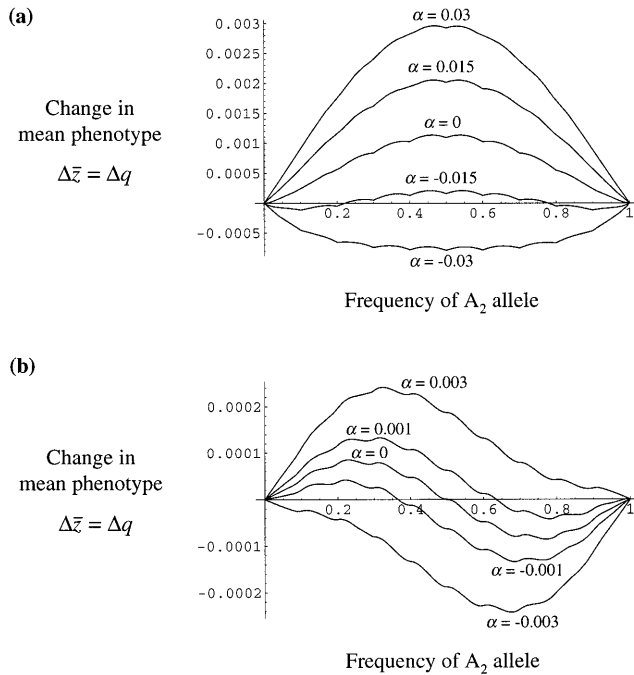 (a)
0.003
0.0025
0.002
0.0015
0.001
0.0005
-0.0005
Change in
mean phenotype
Δz̄ = Δq
α = 0.03
α = 0.015
α = 0
α = -0.015
α = -0.03
0.2 0.4 0.6 0.8 1
Frequency of A₂ allele
(b)
0.0002
0.0001
-0.0001
-0.0002
Change in
mean phenotype
Δz̄ = Δq
α = 0.003
α = 0.001
α = 0
α = -0.001
α = -0.003
0.2 0.4 0.6 0.8 1
Frequency of A₂ allele